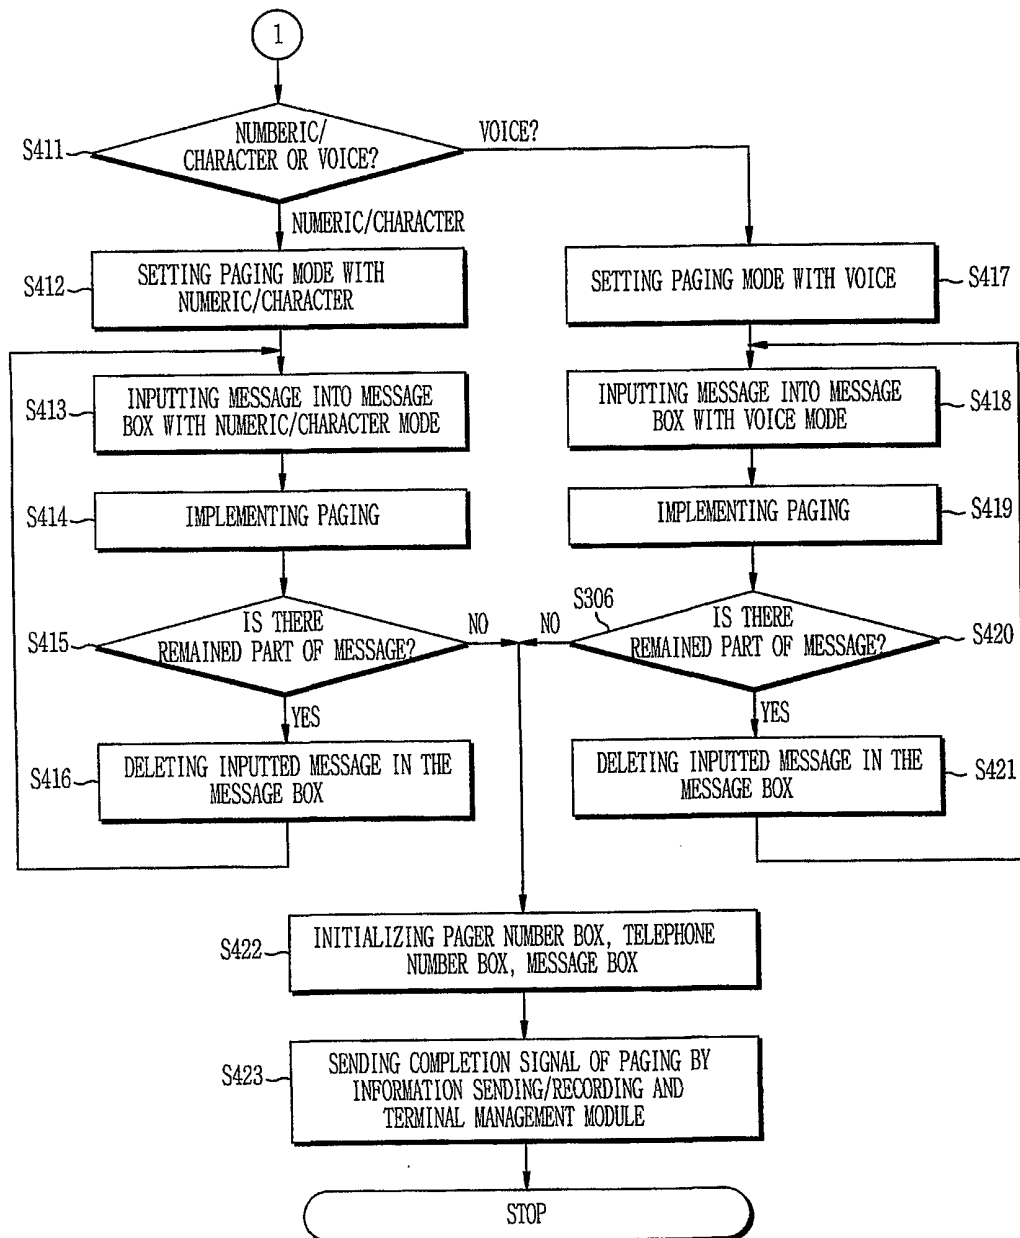 1
S411
NUMBERIC/
CHARACTER OR VOICE?
VOICE?
NUMERIC/CHARACTER
S412
SETTING PAGING MODE WITH
NUMERIC/CHARACTER
SETTING PAGING MODE WITH VOICE
S417
S413
INPUTTING MESSAGE INTO MESSAGE
BOX WITH NUMERIC/CHARACTER MODE
INPUTTING MESSAGE INTO MESSAGE
BOX WITH VOICE MODE
S418
S414
IMPLEMENTING PAGING
IMPLEMENTING PAGING
S419
S415
IS THERE
REMAINED PART OF MESSAGE?
NO
NO
S306
IS THERE
REMAINED PART OF MESSAGE?
S420
YES
YES
S416
DELETING INPUTTED MESSAGE IN THE
MESSAGE BOX
DELETING INPUTTED MESSAGE IN THE
MESSAGE BOX
S421
S422
INITIALIZING PAGER NUMBER BOX, TELEPHONE
NUMBER BOX, MESSAGE BOX
S423
SENDING COMPLETION SIGNAL OF PAGING BY
INFORMATION SENDING/RECORDING AND
TERMINAL MANAGEMENT MODULE
STOP